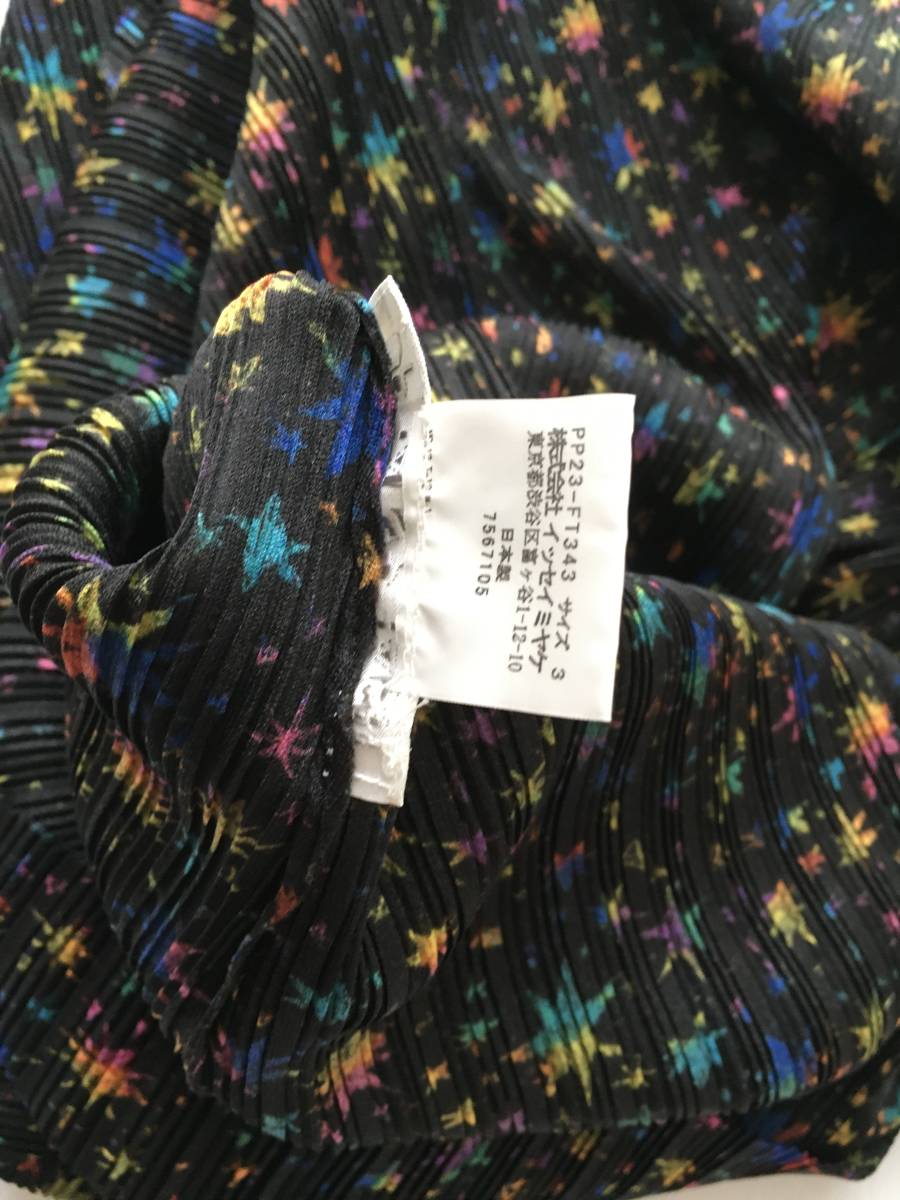 PP23-FT343 サイズ 3
株式会社 イッセイミヤケ
東京都渋谷区富ヶ谷1-12-10
日本製
7567105